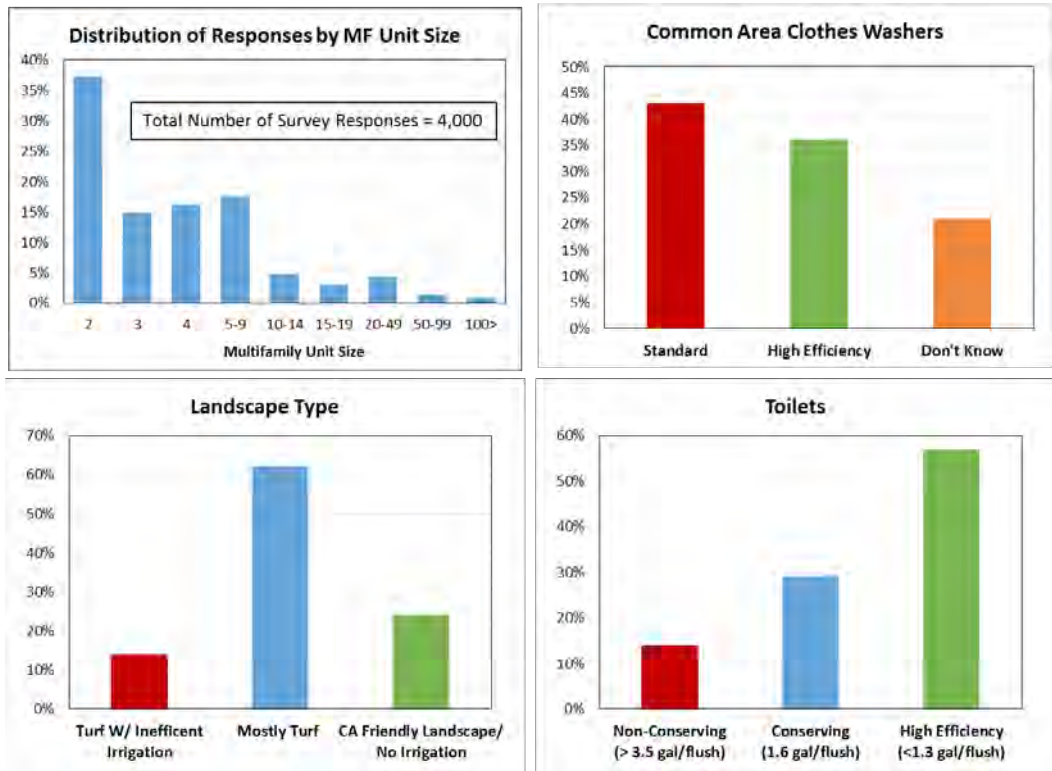 Distribution of Responses by MF Unit Size
40%
35%
30%
25%
20%
15%
10%
5%
0%
Total Number of Survey Responses = 4,000
2 3 4 5-9 10-14 15-19 20-49 50-99 100>
Multifamily Unit Size
Common Area Clothes Washers
50%
45%
40%
35%
30%
25%
20%
15%
10%
5%
0%
Standard High Efficiency Don't Know
Landscape Type
70%
60%
50%
40%
30%
20%
10%
0%
Turf W/ Inefficent Mostly Turf CA Friendly Landscape/
Irrigation No Irrigation
Toilets
60%
50%
40%
30%
20%
10%
0%
Non-Conserving Conserving High Efficiency
(> 3.5 gal/flush) (1.6 gal/flush) (<1.3 gal/flush)